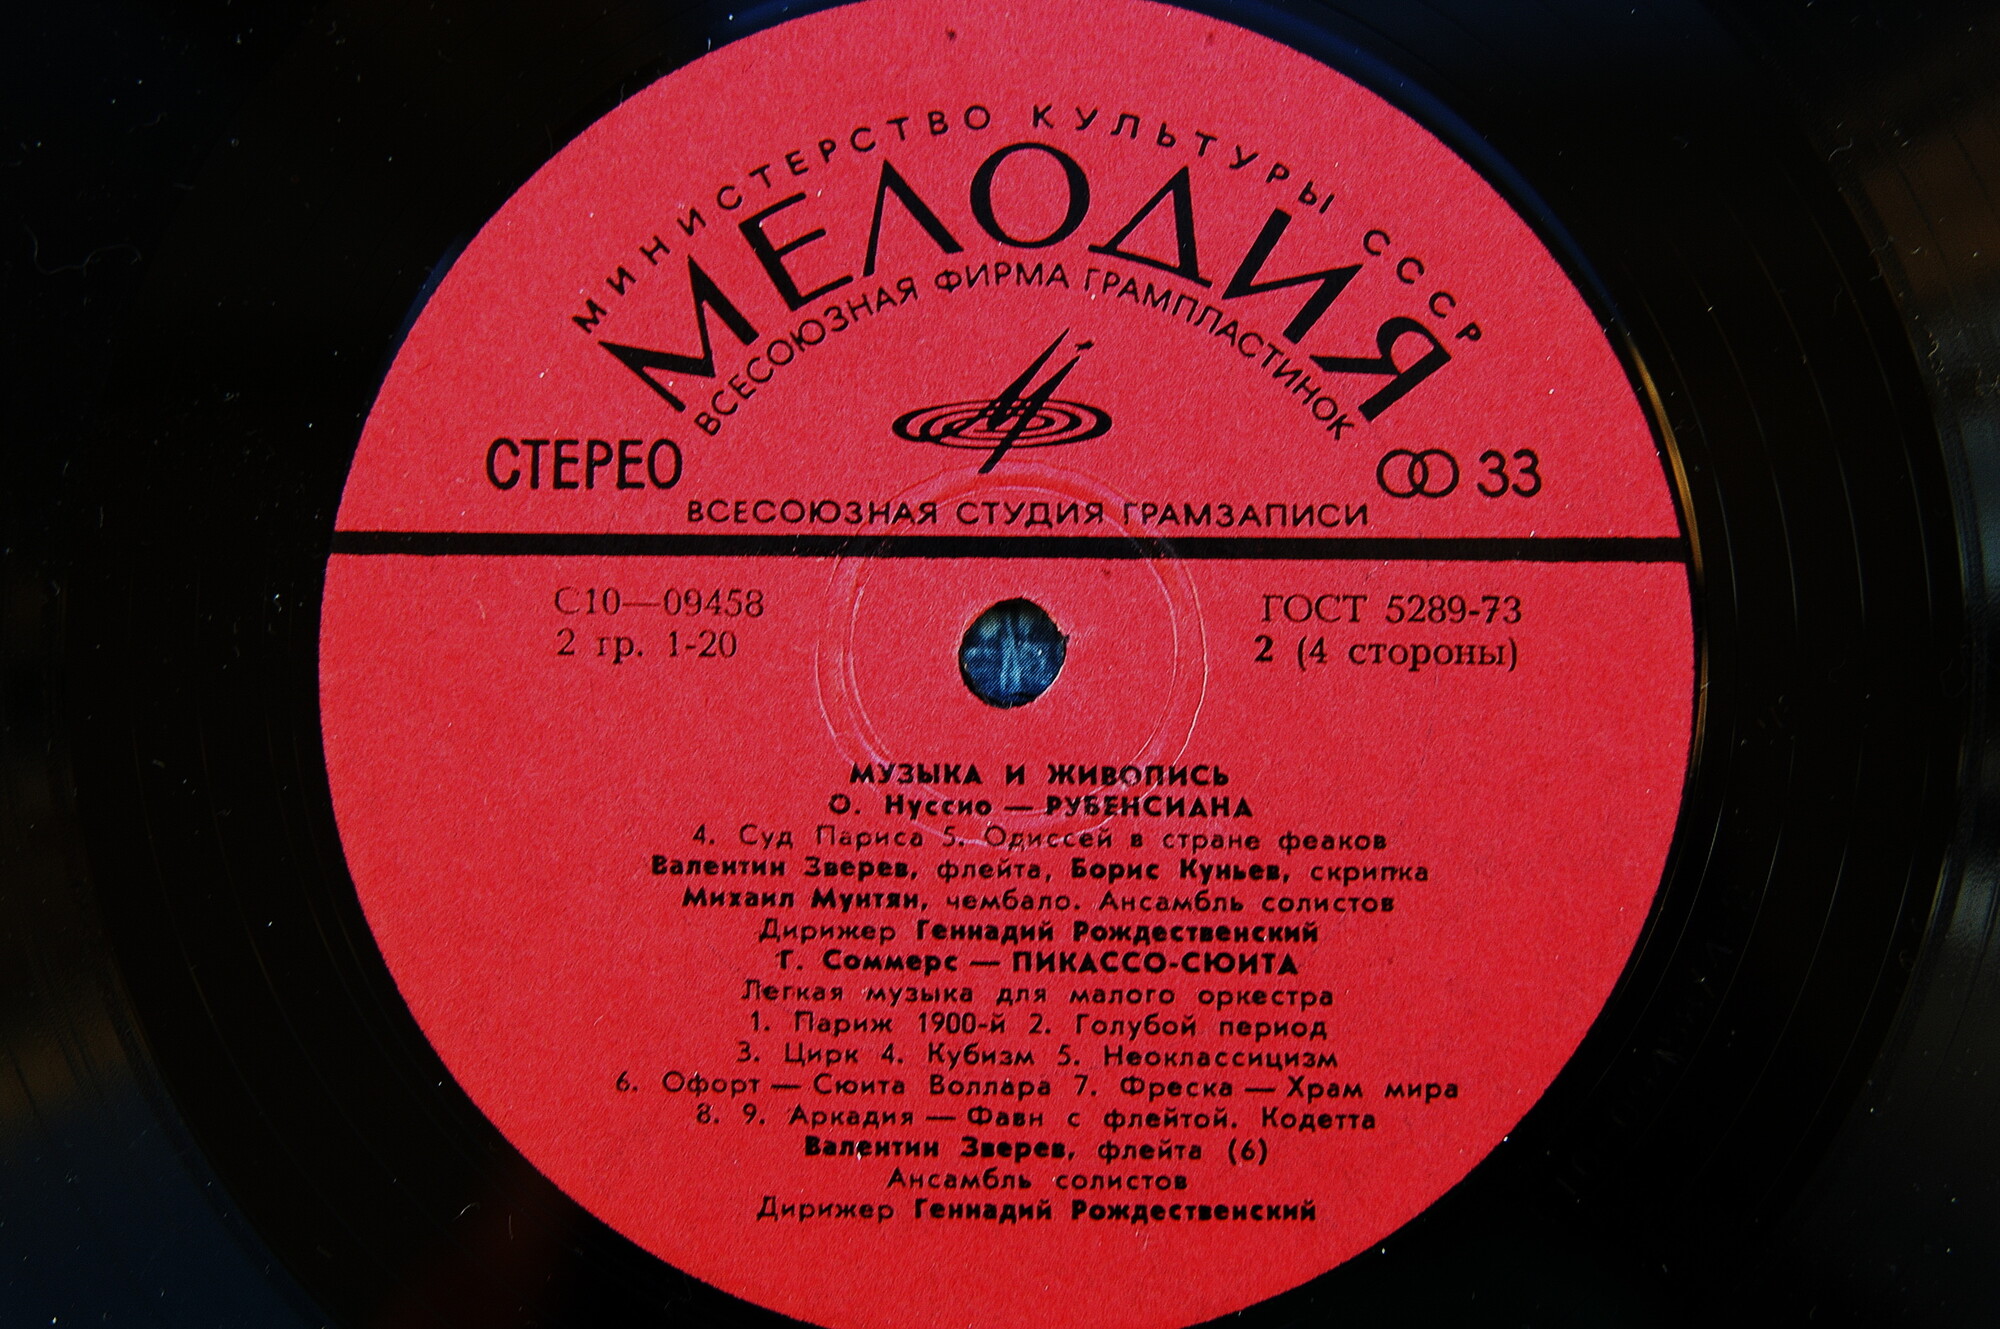 МИНИСТЕРСТВО КУЛЬТУРЫ СССР
МЕЛОДИЯ
ВСЕСОЮЗНАЯ ФИРМА ГРАМПЛАСТИНОК
СТЕРЕО
33
ВСЕСОЮЗНАЯ СТУДИЯ ГРАМЗАПИСИ
С10—09458
ГОСТ 5289-73
2 гр. 1-20
2 (4 стороны)
МУЗЫКА И ЖИВОПИСЬ
О. Нуссио — РУБЕНСИАНА
4. Суд Париса 5. Одиссей в стране феаков
Валентин Зверев, флейта, Борис Куньев, скрипка
Михаил Мунтян, чембало. Ансамбль солистов
Дирижер Геннадий Рождественский
Г. Соммерс — ПИКАССО-СЮИТА
Легкая музыка для малого оркестра
1. Париж 1900-й 2. Голубой период
3. Цирк 4. Кубизм 5. Неоклассицизм
6. Офорт — Сюита Воллара 7. Фреска — Храм мира
8. 9. Аркадия — Фавн с флейтой. Кодетта
Валентин Зверев, флейта (6)
Ансамбль солистов
Дирижер Геннадий Рождественский